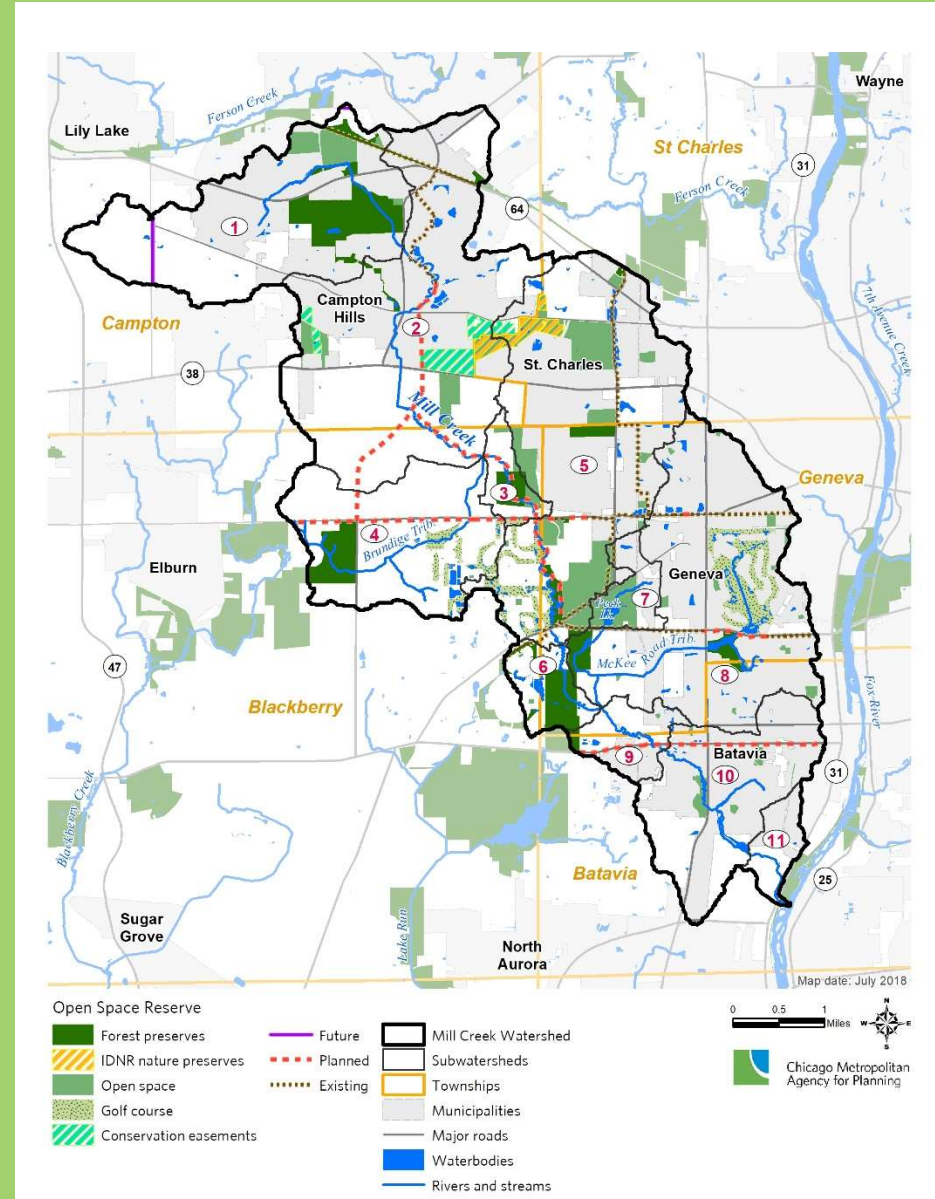 Wayne
Ferson Creek
Lily Lake
St Charles
31
Ferson Creek
64
1
7th Avenue Creek
Campton
Hills
Campton
2
St. Charles
38
Mill Creek
5
Geneva
3
4
Brundige Trib.
Elburn
Geneva
7
Peck Lk.
6
McKee Road Trib.
47
8
Fox River
Blackberry
Batavia
9
10
31
Blackberry Creek
11
Batavia
25
Sugar
Grove
Lake Run
North
Aurora
Map date: July 2018
Open Space Reserve
Forest preserves
IDNR nature preserves
Open space
Golf course
Conservation easements
Future
Planned
Existing
Mill Creek Watershed
Subwatersheds
Townships
Municipalities
Major roads
Waterbodies
Rivers and streams
0 0.5 1
Miles
N
W E
S
Chicago Metropolitan
Agency for Planning